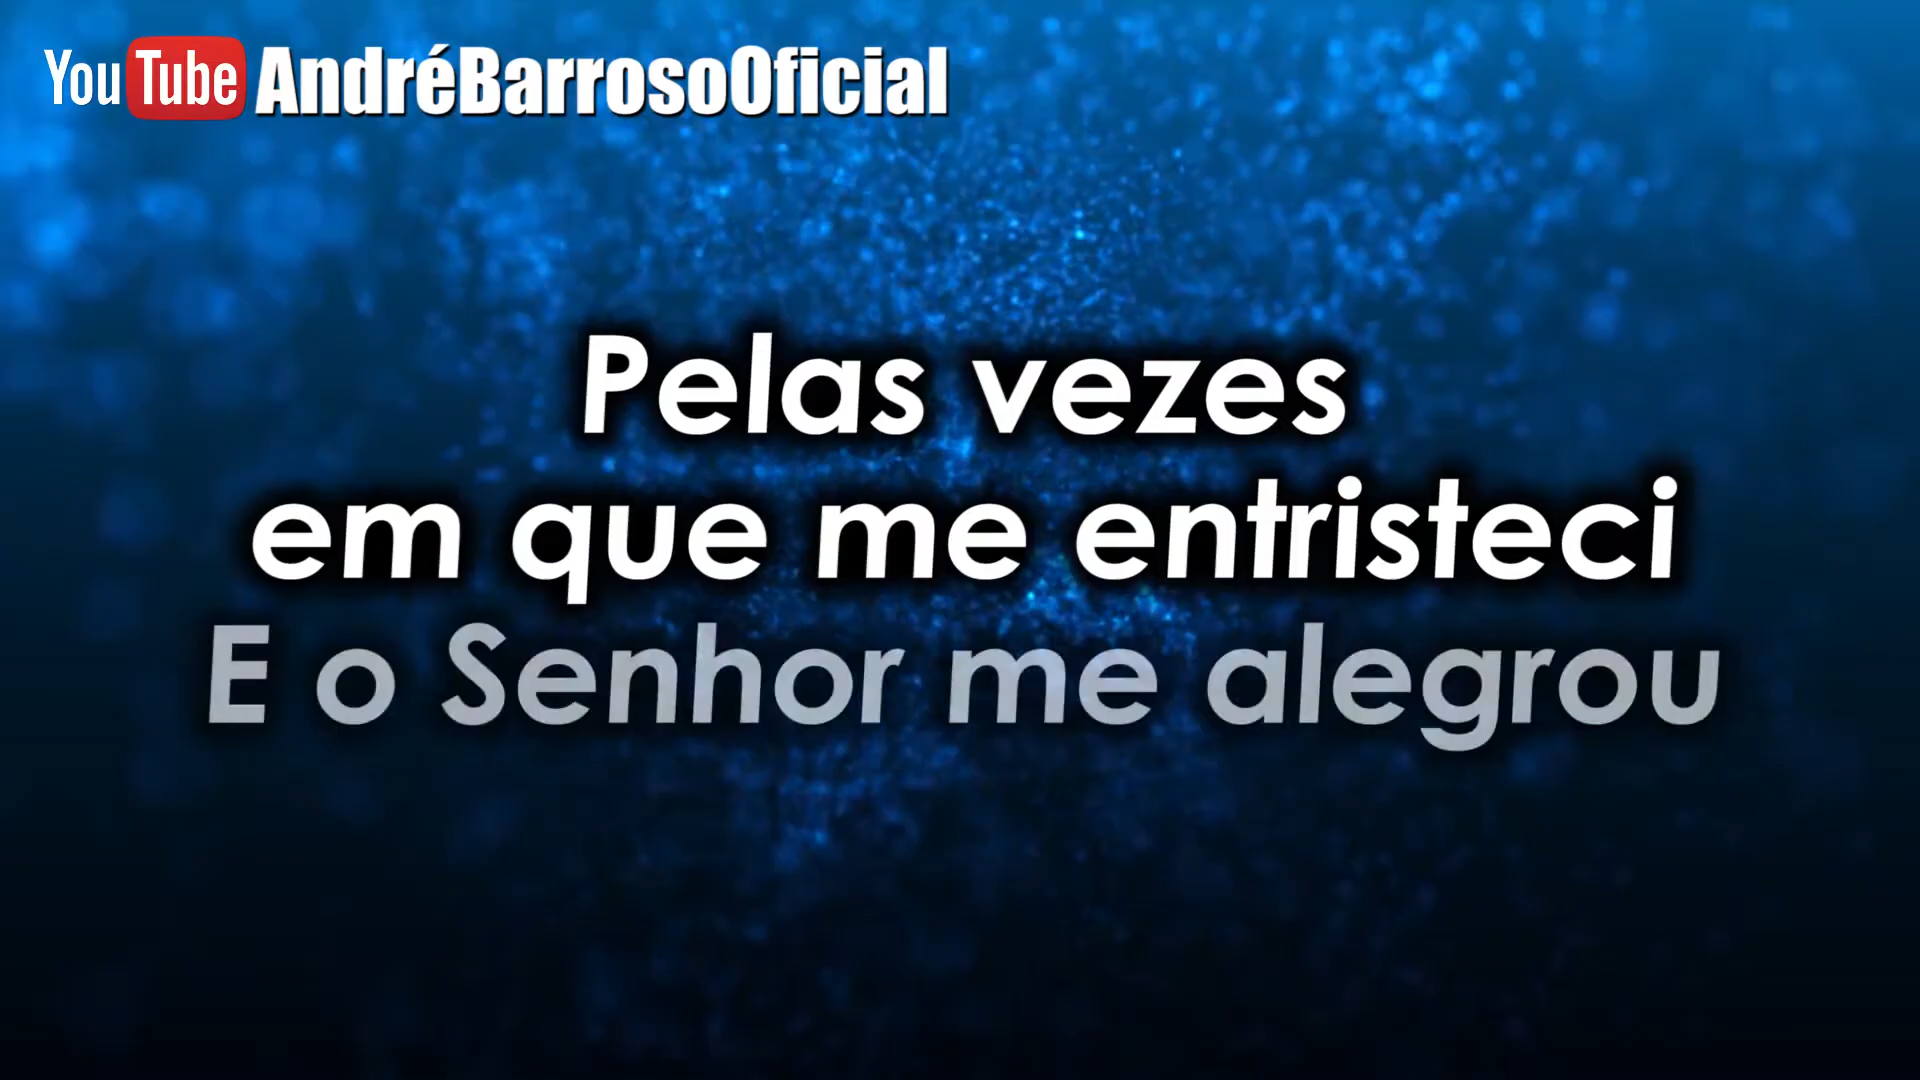 YouTube AndréBarrosoOficial
Pelas vezes
em que me entristeci
E o Senhor me alegrou